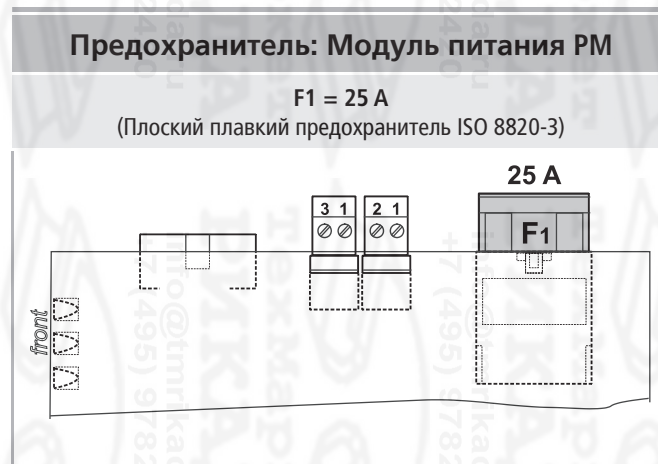 Предохранитель: Модуль питания PM
F1 = 25 A
(Плоский плавкий предохранитель ISO 8820-3)
25 A
3 1 2 1
F1
front